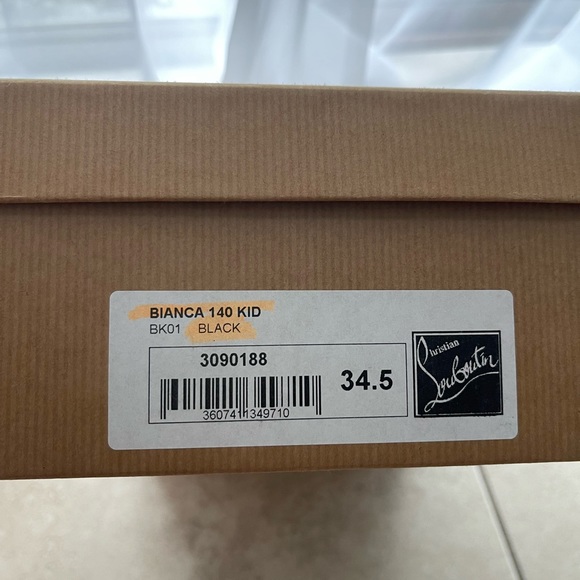 BIANCA 140 KID
BK01 BLACK
3090188
3607411349710
34.5
Christian
Louboutin